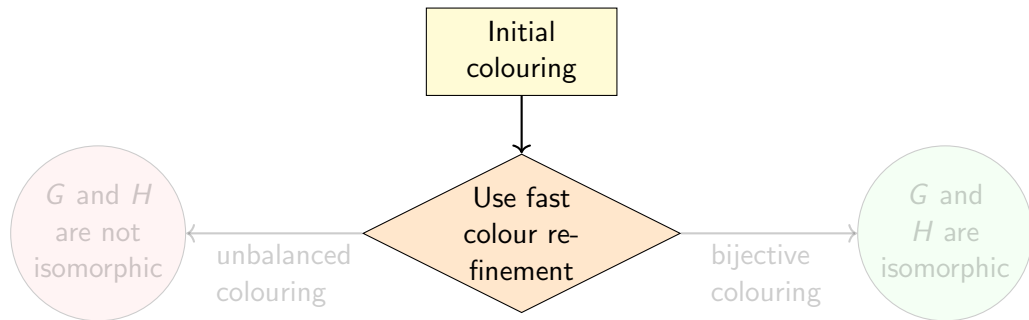 Initial
colouring
G and H
are not
isomorphic
unbalanced
colouring
Use fast
colour re-
finement
bijective
colouring
G and
H are
isomorphic